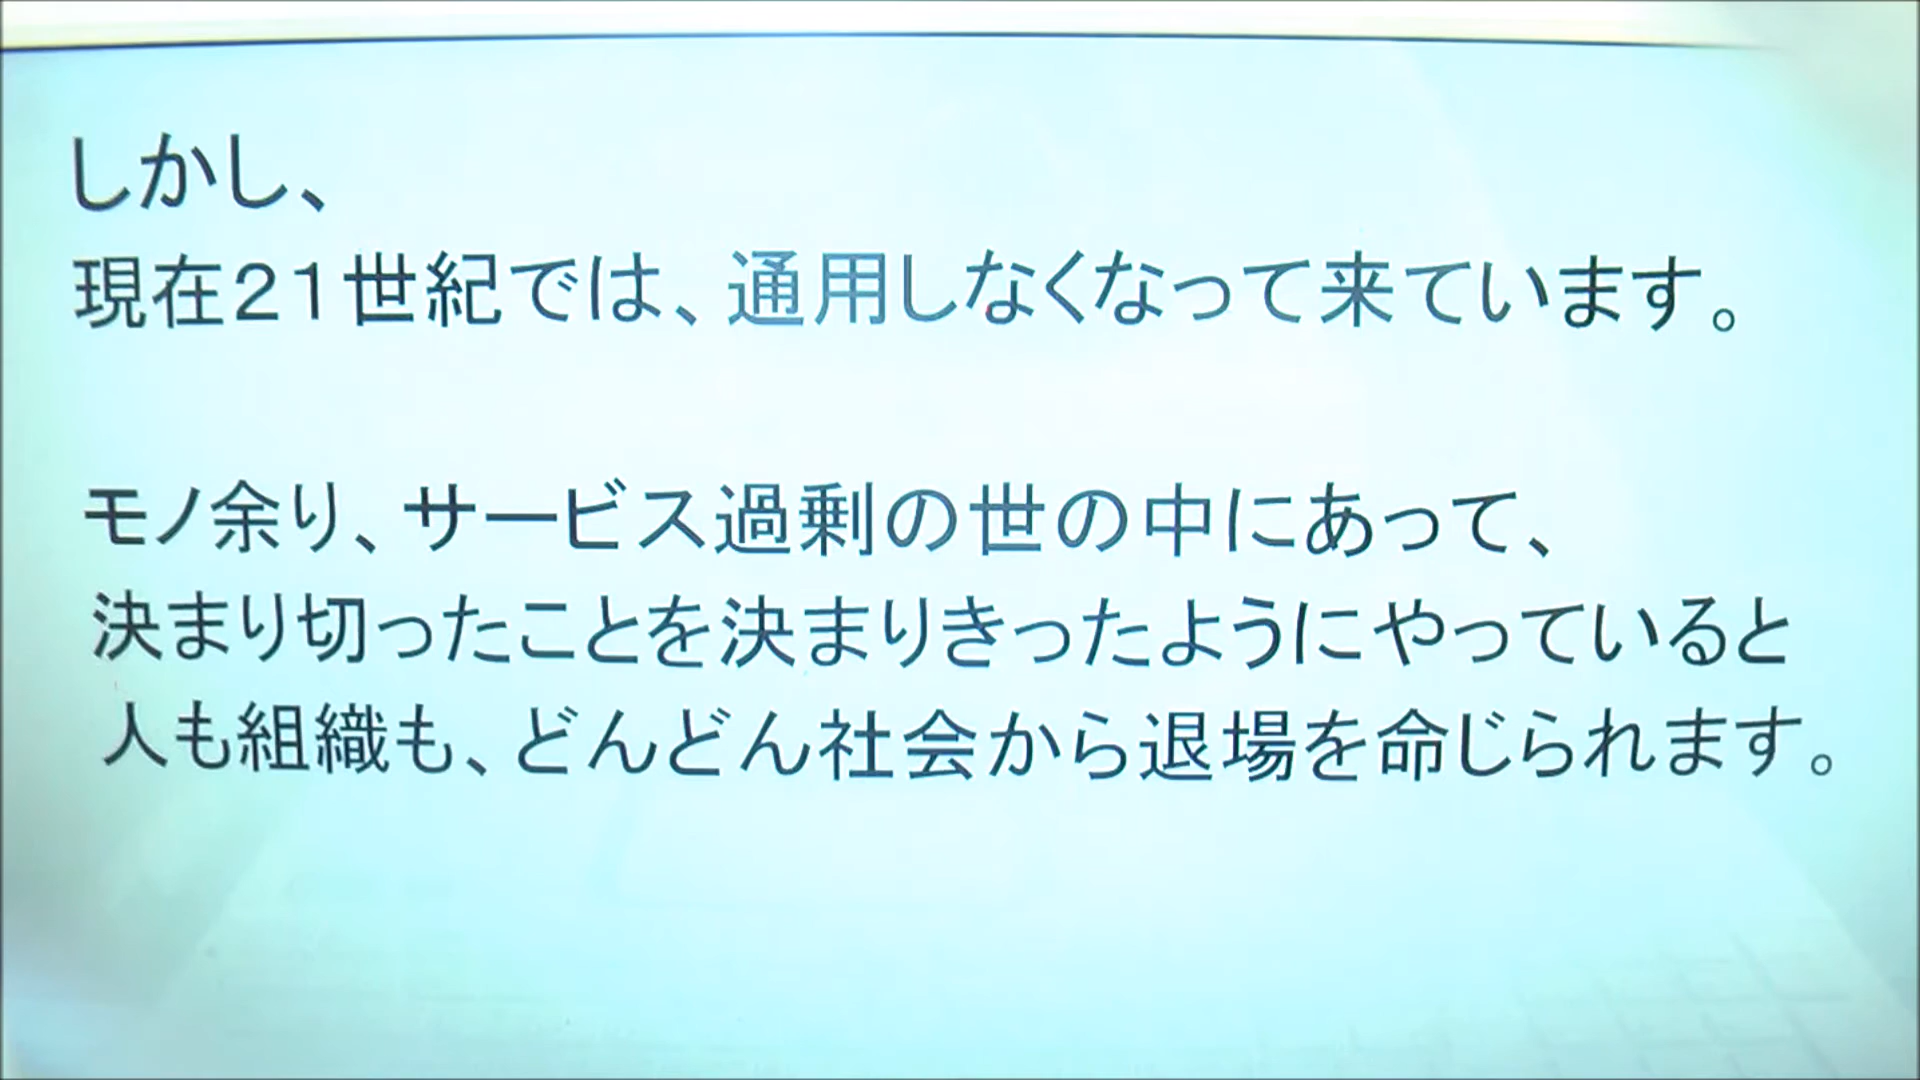 しかし、
現在２１世紀では、通用しなくなって来ています。
モノ余り、サービス過剰の世の中にあって、
決まり切ったことを決まりきったようにやっていると
人も組織も、どんどん社会から退場を命じられます。